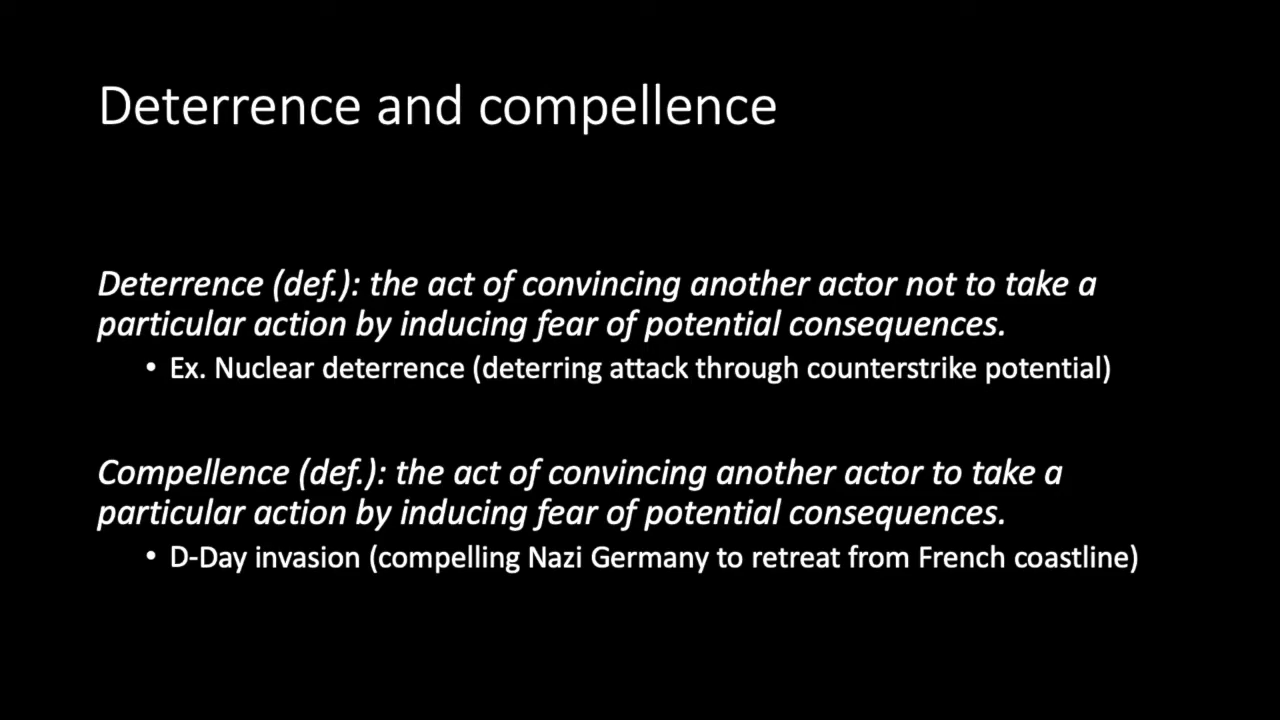 Deterrence and compellence
Deterrence (def.): the act of convincing another actor not to take a
particular action by inducing fear of potential consequences.
• Ex. Nuclear deterrence (deterring attack through counterstrike potential)
Compellence (def.): the act of convincing another actor to take a
particular action by inducing fear of potential consequences.
• D-Day invasion (compelling Nazi Germany to retreat from French coastline)